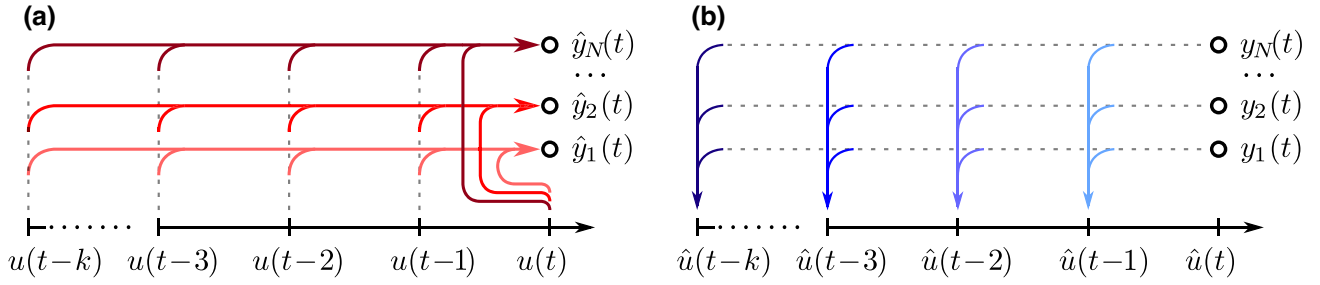 (a)
ŷ_N(t)
...
ŷ_2(t)
ŷ_1(t)
u(t−k) u(t−3) u(t−2) u(t−1) u(t)
(b)
y_N(t)
...
y_2(t)
y_1(t)
û(t−k) û(t−3) û(t−2) û(t−1) û(t)